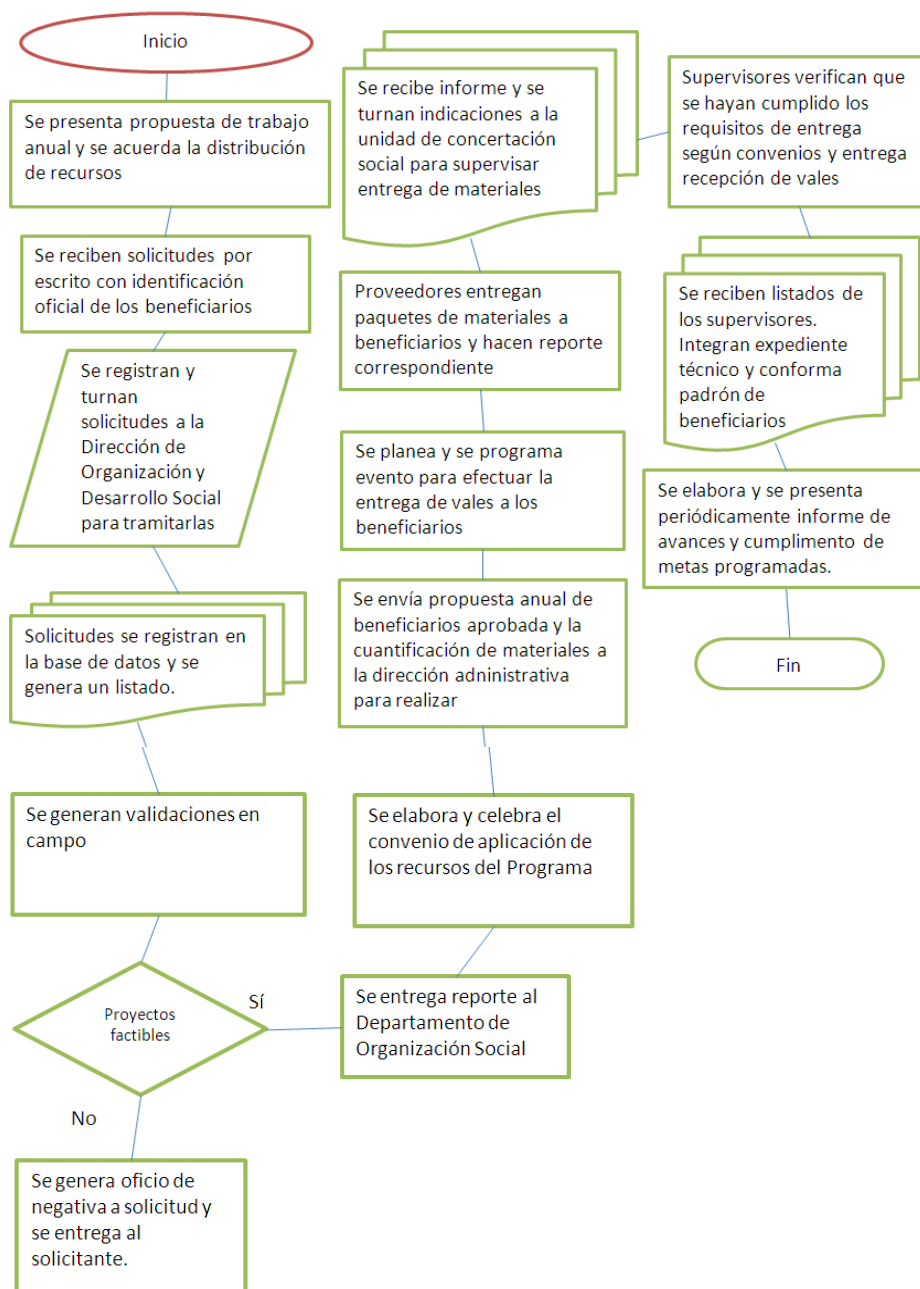 Inicio
Se presenta propuesta de trabajo
anual y se acuerda la distribución
de recursos
Se reciben solicitudes por
escrito con identificación
oficial de los beneficiarios
Se registran y
turnan
solicitudes a la
Dirección de
Organización y
Desarrollo Social
para tramitarlas
Solicitudes se registran en
la base de datos y se
genera un listado.
Se generan validaciones en
campo
Proyectos
factibles
Sí
No
Se genera oficio de
negativa a solicitud y
se entrega al
solicitante.
Se entrega reporte al
Departamento de
Organización Social
Se elabora y celebra el
convenio de aplicación de
los recursos del Programa
Se envía propuesta anual de
beneficiarios aprobada y la
cuantificación de materiales a
la dirección administrativa
para realizar
Se planea y se programa
evento para efectuar la
entrega de vales a los
beneficiarios
Proveedores entregan
paquetes de materiales a
beneficiarios y hacen reporte
correspondiente
Se recibe informe y se
turnan indicaciones a la
unidad de concertación
social para supervisar
entrega de materiales
Supervisores verifican que
se hayan cumplido los
requisitos de entrega
según convenios y entrega
recepción de vales
Se reciben listados de
los supervisores.
Integran expediente
técnico y conforma
padrón de
beneficiarios
Se elabora y se presenta
periódicamente informe de
avances y cumplimento de
metas programadas.
Fin